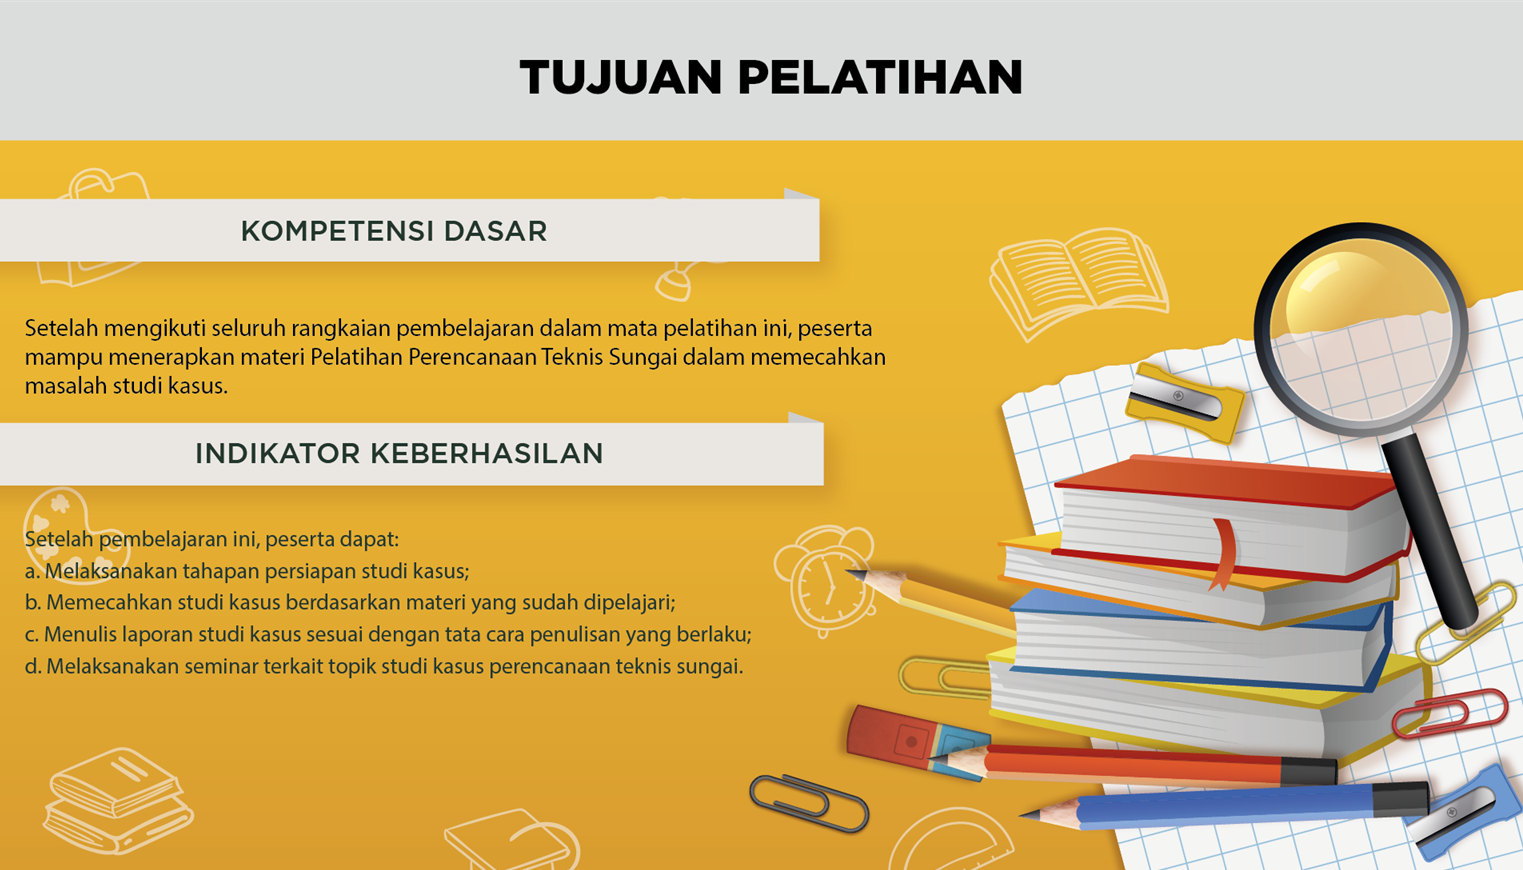 TUJUAN PELATIHAN
KOMPETENSI DASAR
Setelah mengikuti seluruh rangkaian pembelajaran dalam mata pelatihan ini, peserta
mampu menerapkan materi Pelatihan Perencanaan Teknis Sungai dalam memecahkan
masalah studi kasus.
INDIKATOR KEBERHASILAN
Setelah pembelajaran ini, peserta dapat:
a. Melaksanakan tahapan persiapan studi kasus;
b. Memecahkan studi kasus berdasarkan materi yang sudah dipelajari;
c. Menulis laporan studi kasus sesuai dengan tata cara penulisan yang berlaku;
d. Melaksanakan seminar terkait topik studi kasus perencanaan teknis sungai.